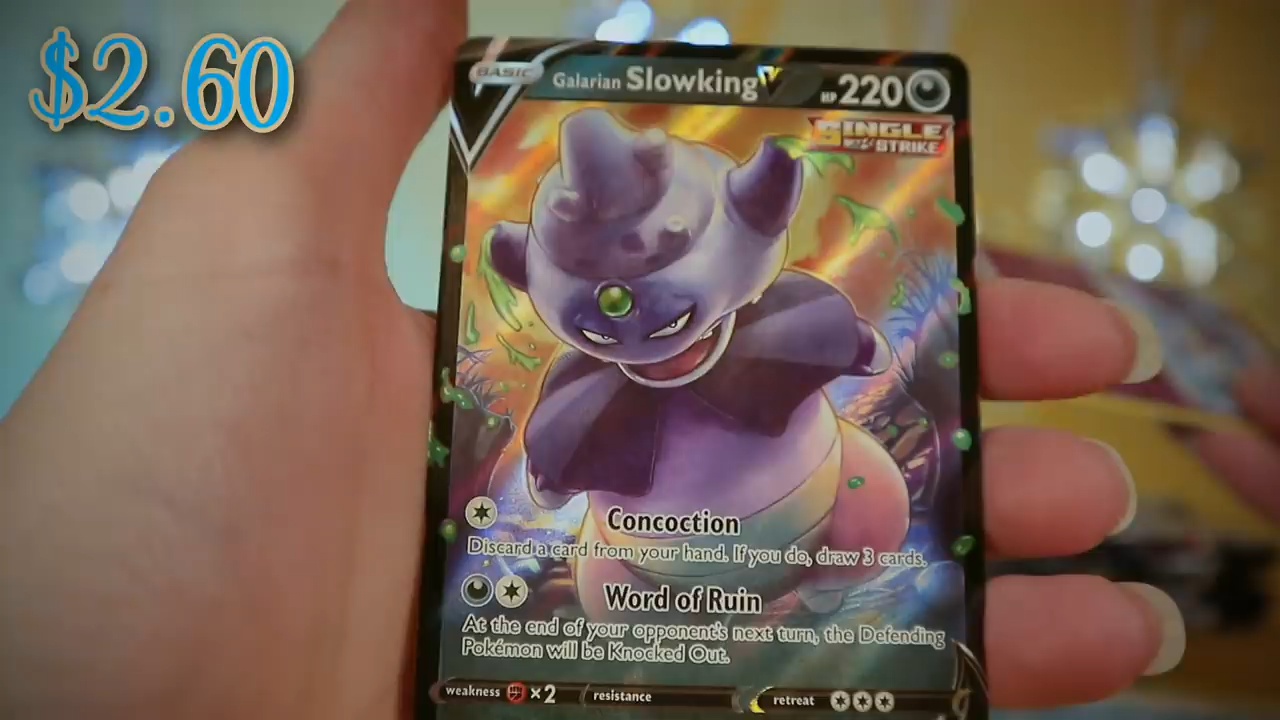 $2.60
BASIC Galarian Slowking V HP 220
SINGLE
STRIKE
Concoction
Discard a card from your hand. If you do, draw 3 cards.
Word of Ruin
At the end of your opponent's next turn, the Defending
Pokémon will be Knocked Out.
weakness ×2 resistance retreat